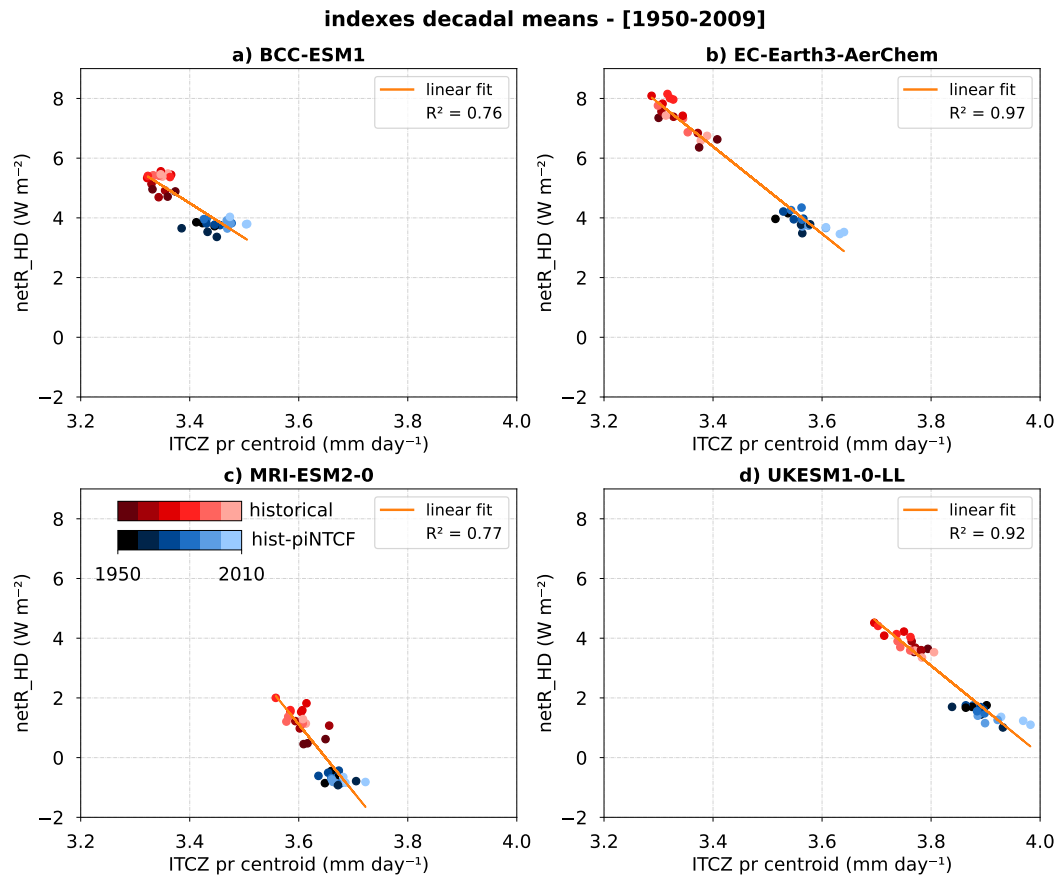 indexes decadal means - [1950-2009]
a) BCC-ESM1
8
6
4
2
0
−2
netR_HD (W m⁻²)
linear fit
R² = 0.76
3.2
3.4
3.6
3.8
4.0
ITCZ pr centroid (mm day⁻¹)
b) EC-Earth3-AerChem
8
6
4
2
0
−2
netR_HD (W m⁻²)
linear fit
R² = 0.97
3.2
3.4
3.6
3.8
4.0
ITCZ pr centroid (mm day⁻¹)
c) MRI-ESM2-0
8
6
4
2
0
−2
netR_HD (W m⁻²)
historical
hist-piNTCF
1950
2010
linear fit
R² = 0.77
3.2
3.4
3.6
3.8
4.0
ITCZ pr centroid (mm day⁻¹)
d) UKESM1-0-LL
8
6
4
2
0
−2
netR_HD (W m⁻²)
linear fit
R² = 0.92
3.2
3.4
3.6
3.8
4.0
ITCZ pr centroid (mm day⁻¹)